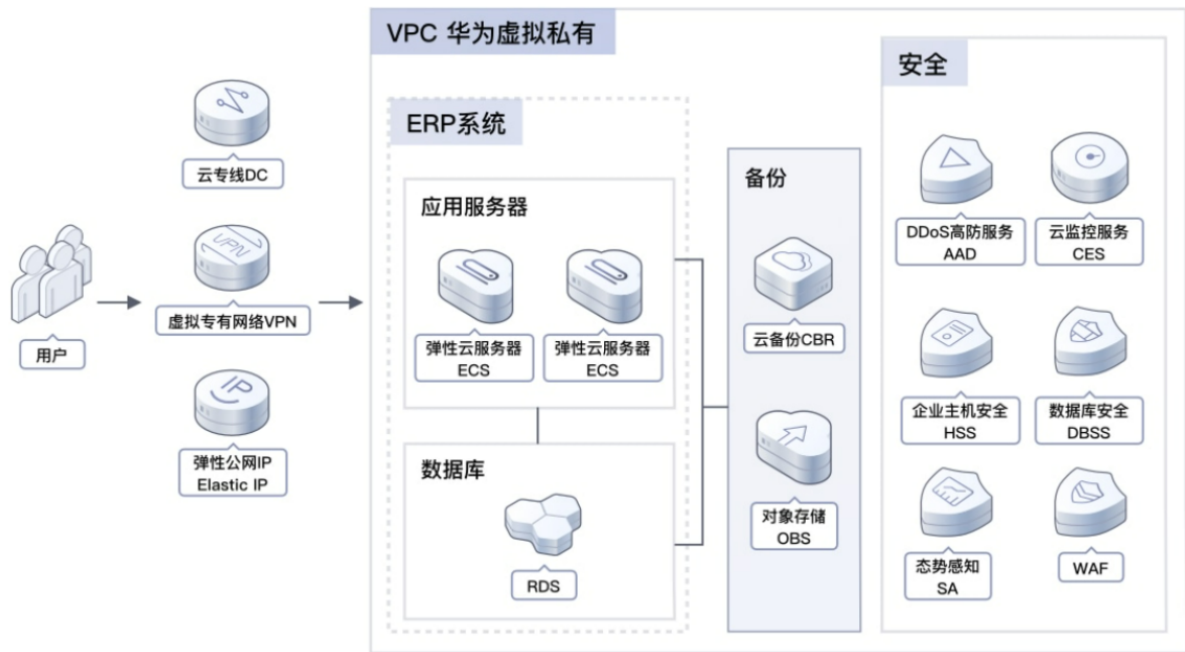 VPC 华为虚拟私有
安全
ERP系统
云专线DC
备份
应用服务器
DDoS高防服务
AAD
云监控服务
CES
VPN
虚拟专有网络VPN
用户
弹性云服务器
ECS
弹性云服务器
ECS
云备份CBR
企业主机安全
HSS
数据库安全
DBSS
IP
弹性公网IP
Elastic IP
数据库
对象存储
OBS
态势感知
SA
WAF
RDS